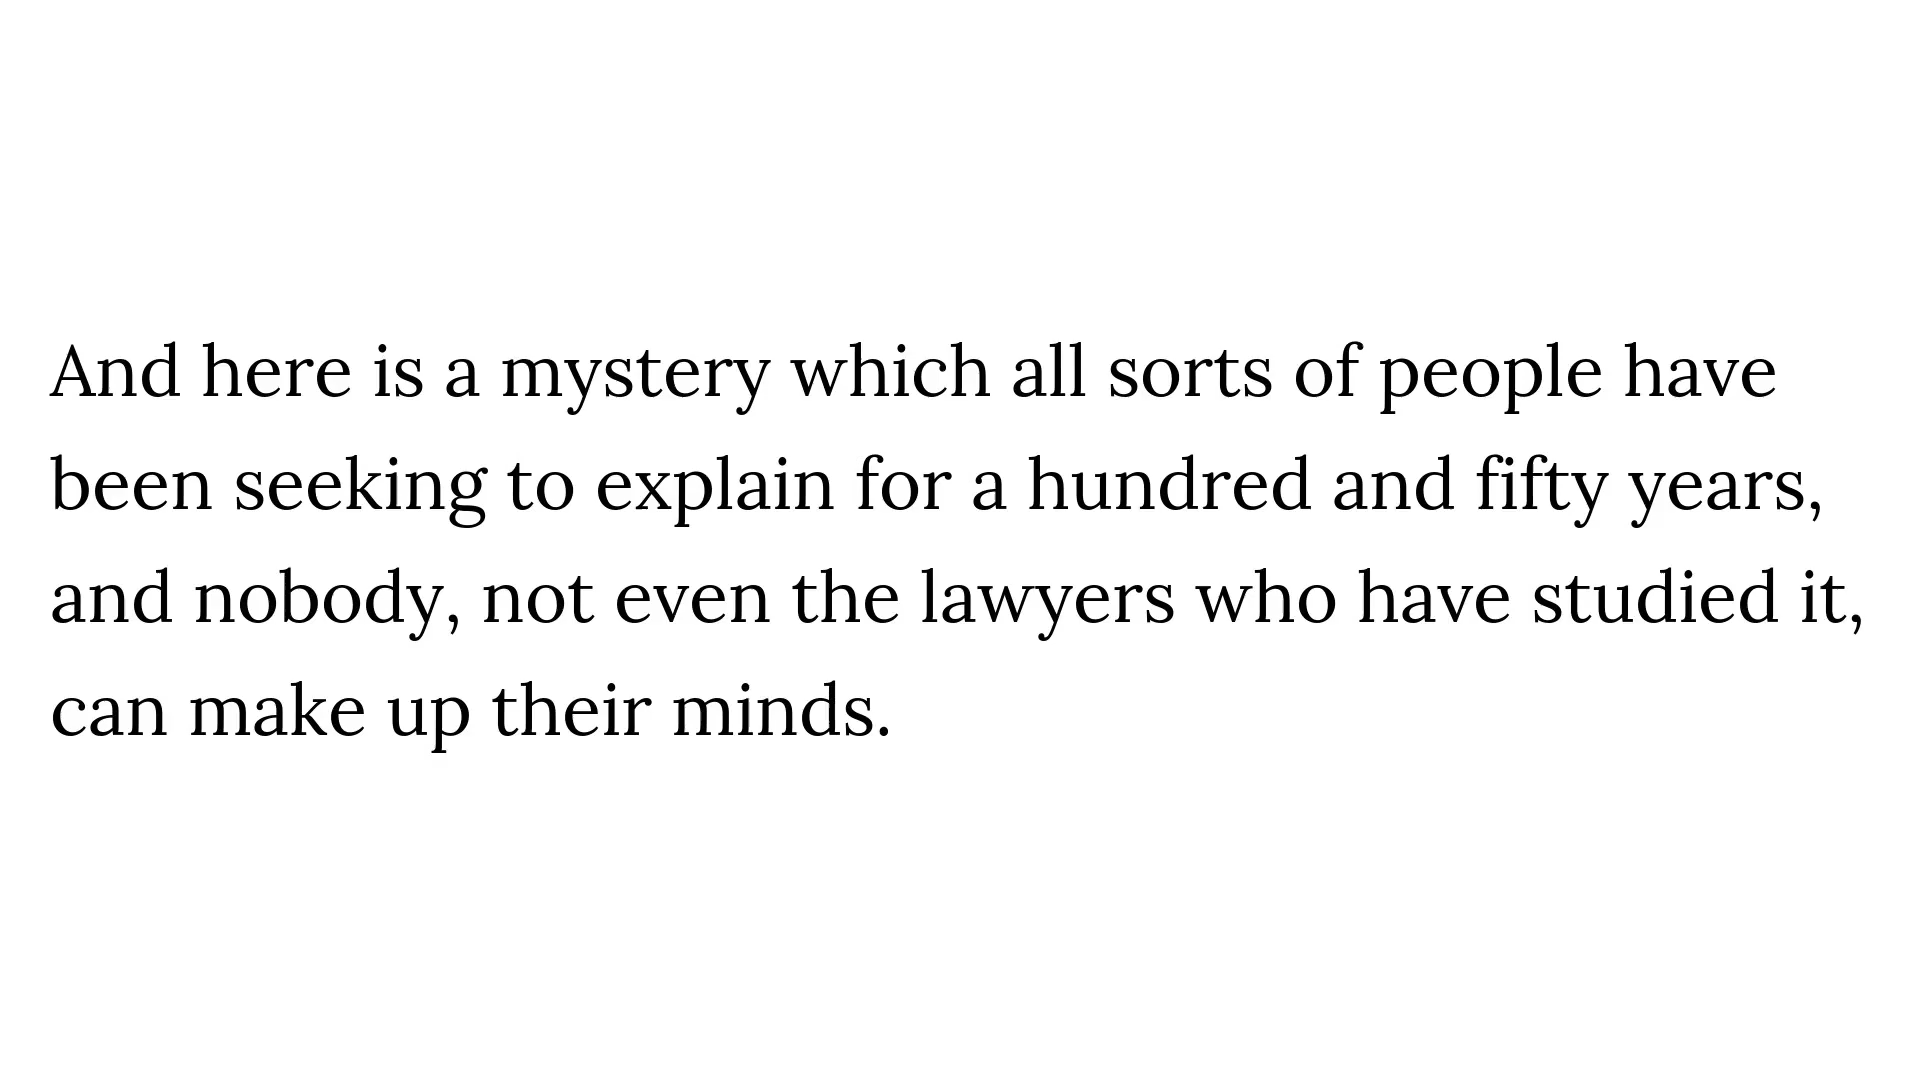 And here is a mystery which all sorts of people have
been seeking to explain for a hundred and fifty years,
and nobody, not even the lawyers who have studied it,
can make up their minds.